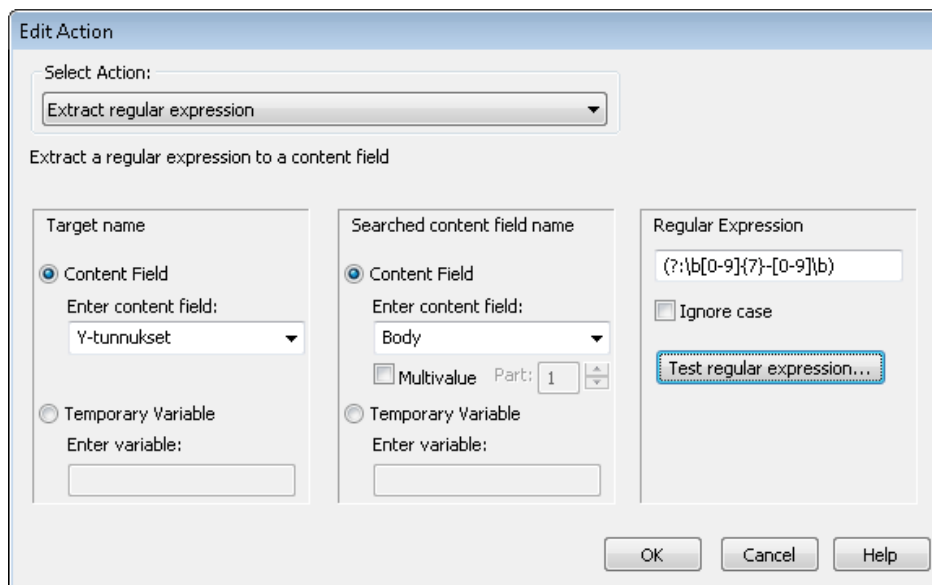 Edit Action
Select Action:
Extract regular expression
Extract a regular expression to a content field
Target name
Content Field
Enter content field:
Y-tunnukset
Temporary Variable
Enter variable:
Searched content field name
Content Field
Enter content field:
Body
Multivalue Part: 1
Temporary Variable
Enter variable:
Regular Expression
(?:\b[0-9]{7}-[0-9]\b)
Ignore case
Test regular expression...
OK Cancel Help